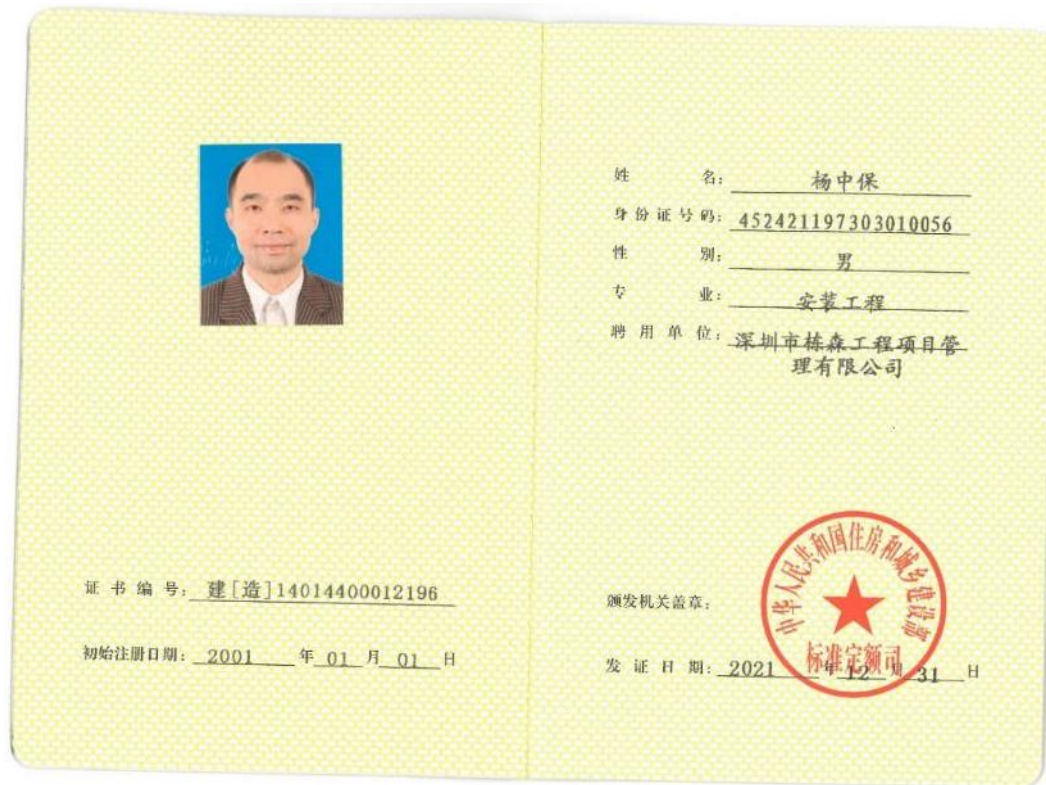 证书编号: 建[造]14014400012196
初始注册日期: 2001 年 01 月 01 日
姓名: 杨中保
身份证号码: 452421197303010056
性别: 男
专业: 安装工程
聘用单位: 深圳市栋森工程项目管
理有限公司
颁发机关盖章:
中华人民共和国住房和城乡建设部
标准定额司
发证日期: 2021 年 12 月 31 日